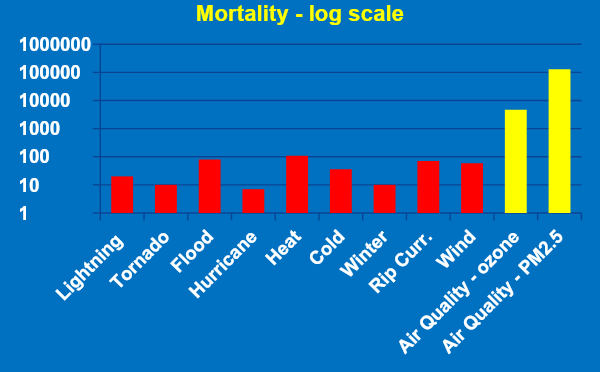 Mortality - log scale
1000000
100000
10000
1000
100
10
1
Lightning
Tornado
Flood
Hurricane
Heat
Cold
Winter
Rip Curr.
Wind
Air Quality - ozone
Air Quality - PM2.5